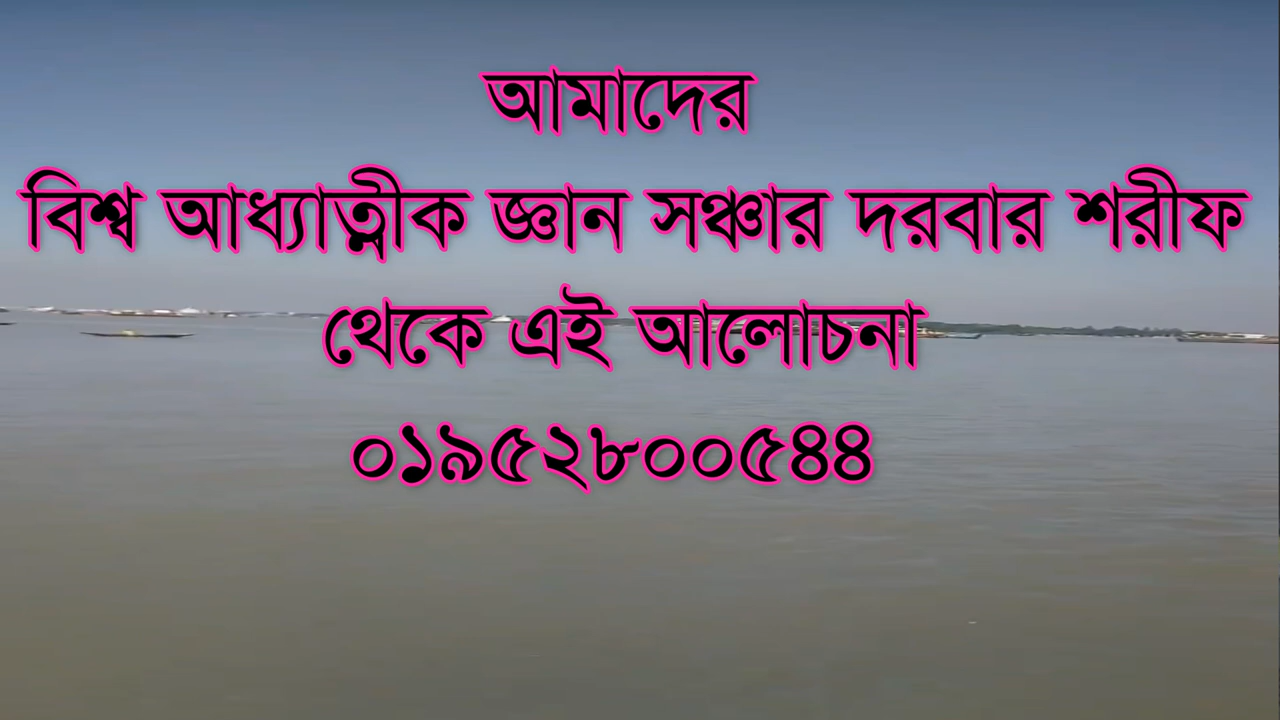 আমাদের
বিশ্ব আধ্যাত্নীক জ্ঞান সঞ্চার দরবার শরীফ
থেকে এই আলোচনা
০১৯৫২৮০০৫৪৪